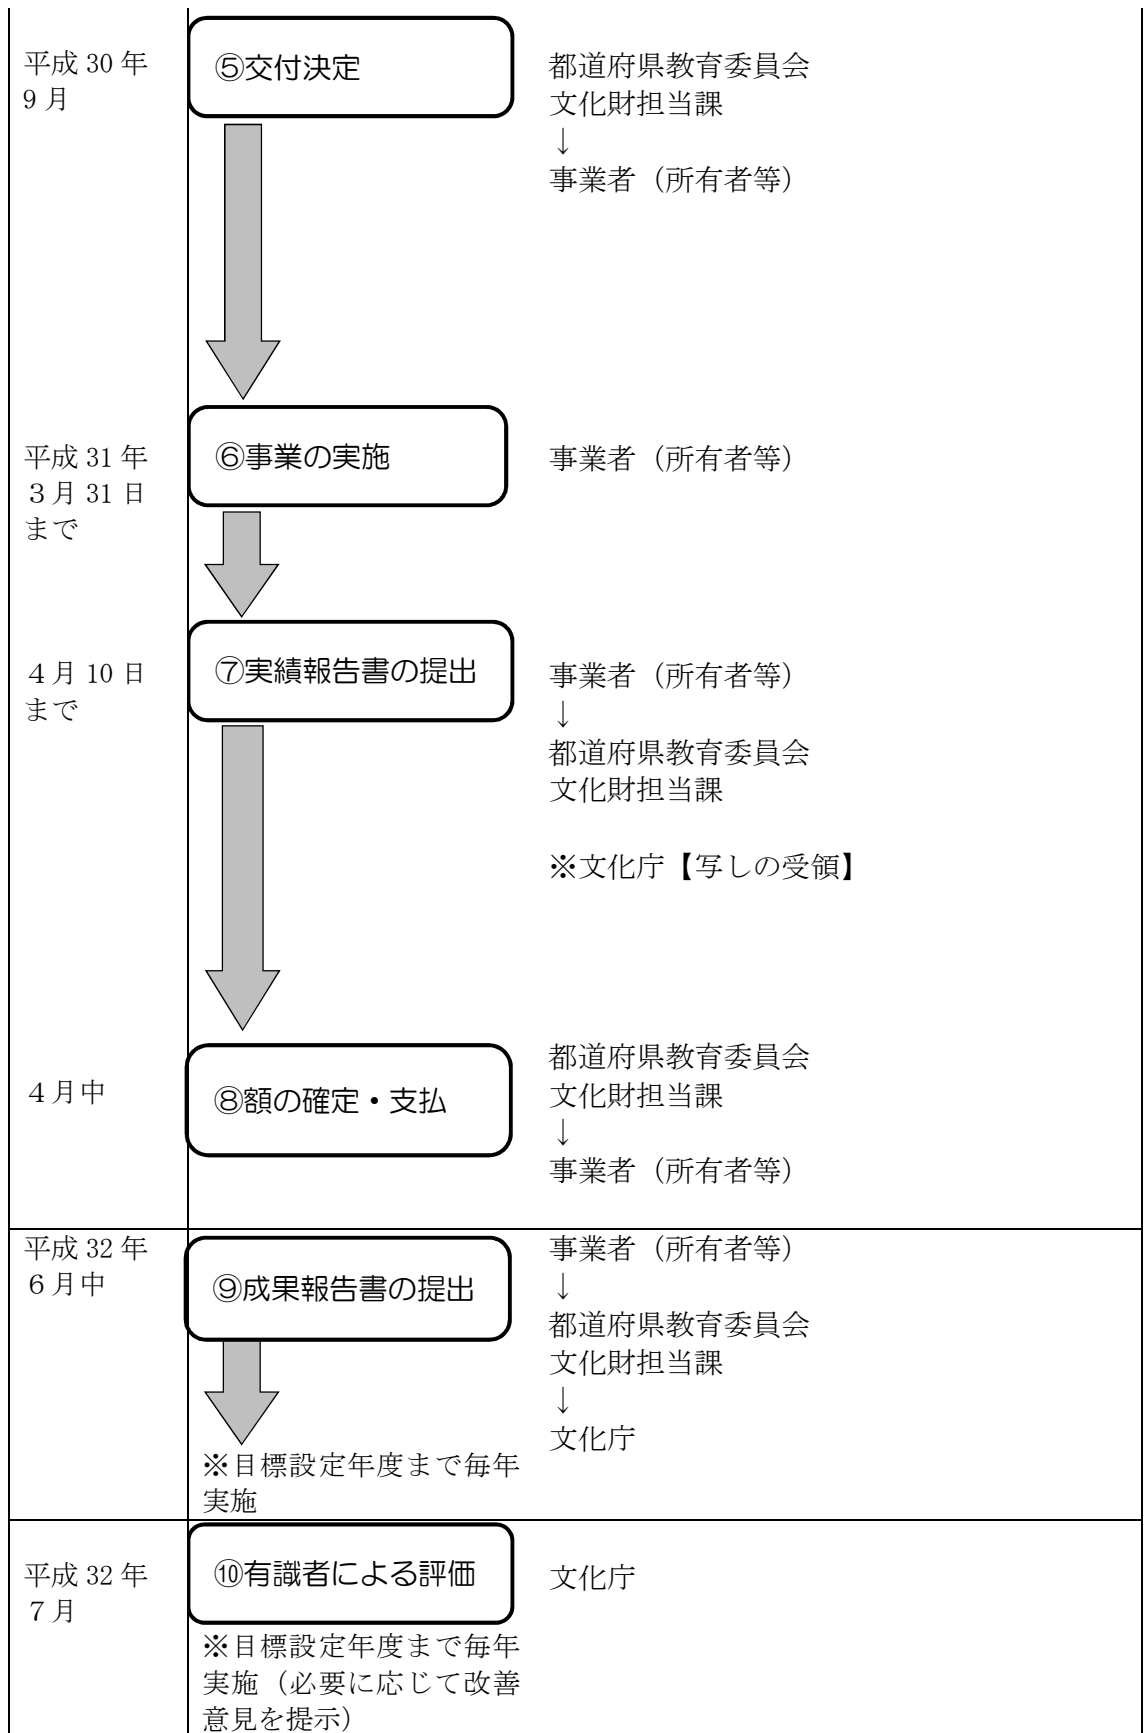 平成 30 年
9 月
⑤交付決定
都道府県教育委員会
文化財担当課
↓
事業者（所有者等）
平成 31 年
３月 31 日
まで
⑥事業の実施
事業者（所有者等）
４月 10 日
まで
⑦実績報告書の提出
事業者（所有者等）
↓
都道府県教育委員会
文化財担当課
※文化庁【写しの受領】
４月中
⑧額の確定・支払
都道府県教育委員会
文化財担当課
↓
事業者（所有者等）
平成 32 年
６月中
⑨成果報告書の提出
※目標設定年度まで毎年
実施
事業者（所有者等）
↓
都道府県教育委員会
文化財担当課
↓
文化庁
平成 32 年
７月
⑩有識者による評価
※目標設定年度まで毎年
実施（必要に応じて改善
意見を提示）
文化庁